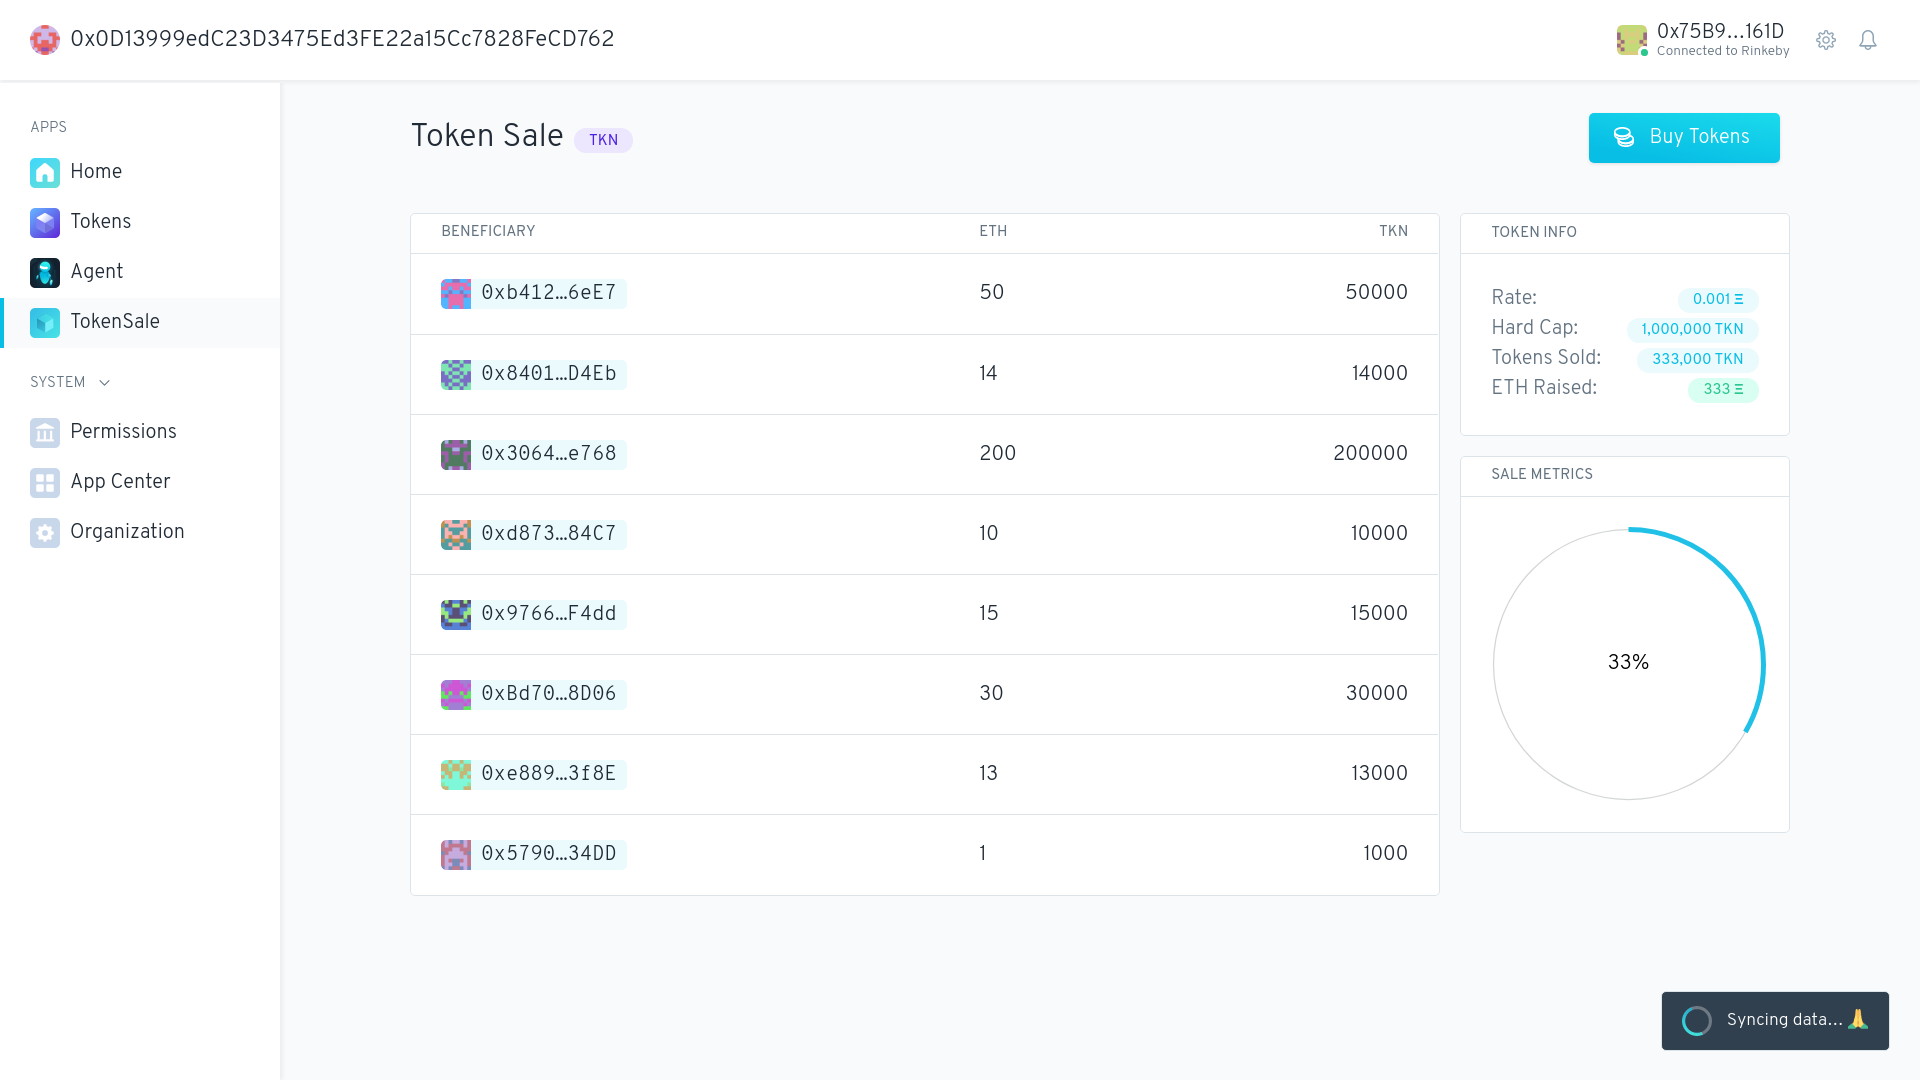 0x0D13999edC23D3475Ed3FE22a15Cc7828FeCD762
0x75B9...161D
Connected to Rinkeby
APPS
Home
Tokens
Agent
TokenSale
SYSTEM
Permissions
App Center
Organization
Token Sale TKN
Buy Tokens
BENEFICIARY ETH TKN
0xb412…6eE7 50 50000
0x8401…D4Eb 14 14000
0x3064…e768 200 200000
0xd873…84C7 10 10000
0x9766…F4dd 15 15000
0xBd70…8D06 30 30000
0xe889…3f8E 13 13000
0x5790…34DD 1 1000
TOKEN INFO
Rate: 0.001 Ξ
Hard Cap: 1,000,000 TKN
Tokens Sold: 333,000 TKN
ETH Raised: 333 Ξ
SALE METRICS
33%
Syncing data… 🙏